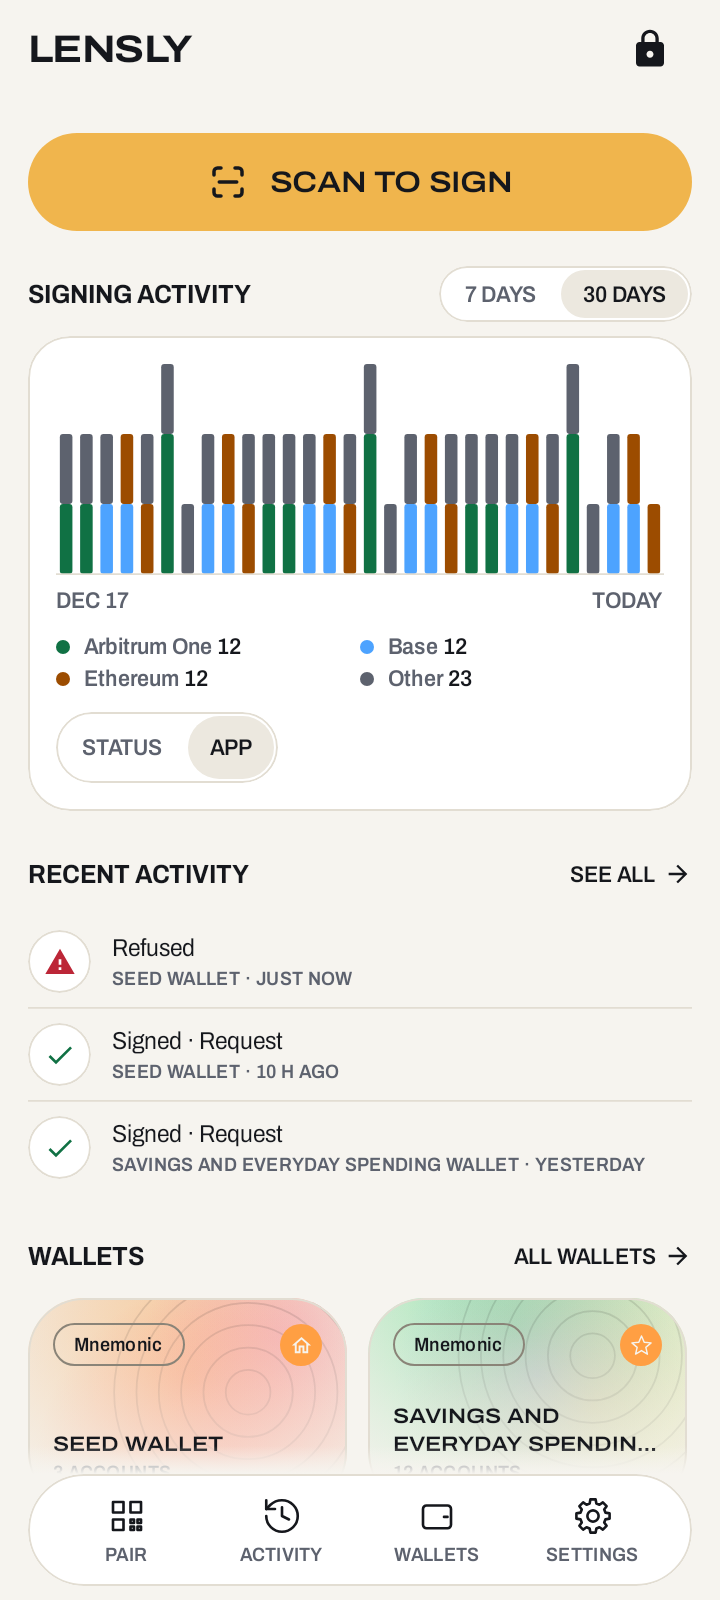 LENSLY
SCAN TO SIGN
SIGNING ACTIVITY
7 DAYS
30 DAYS
DEC 17
TODAY
Arbitrum One 12
Base 12
Ethereum 12
Other 23
STATUS
APP
RECENT ACTIVITY
SEE ALL
Refused
SEED WALLET · JUST NOW
Signed · Request
SEED WALLET · 10 H AGO
Signed · Request
SAVINGS AND EVERYDAY SPENDING WALLET · YESTERDAY
WALLETS
ALL WALLETS
Mnemonic
SEED WALLET
Mnemonic
SAVINGS AND
EVERYDAY SPENDIN...
ACCOUNTS
ACCOUNTS
PAIR
ACTIVITY
WALLETS
SETTINGS